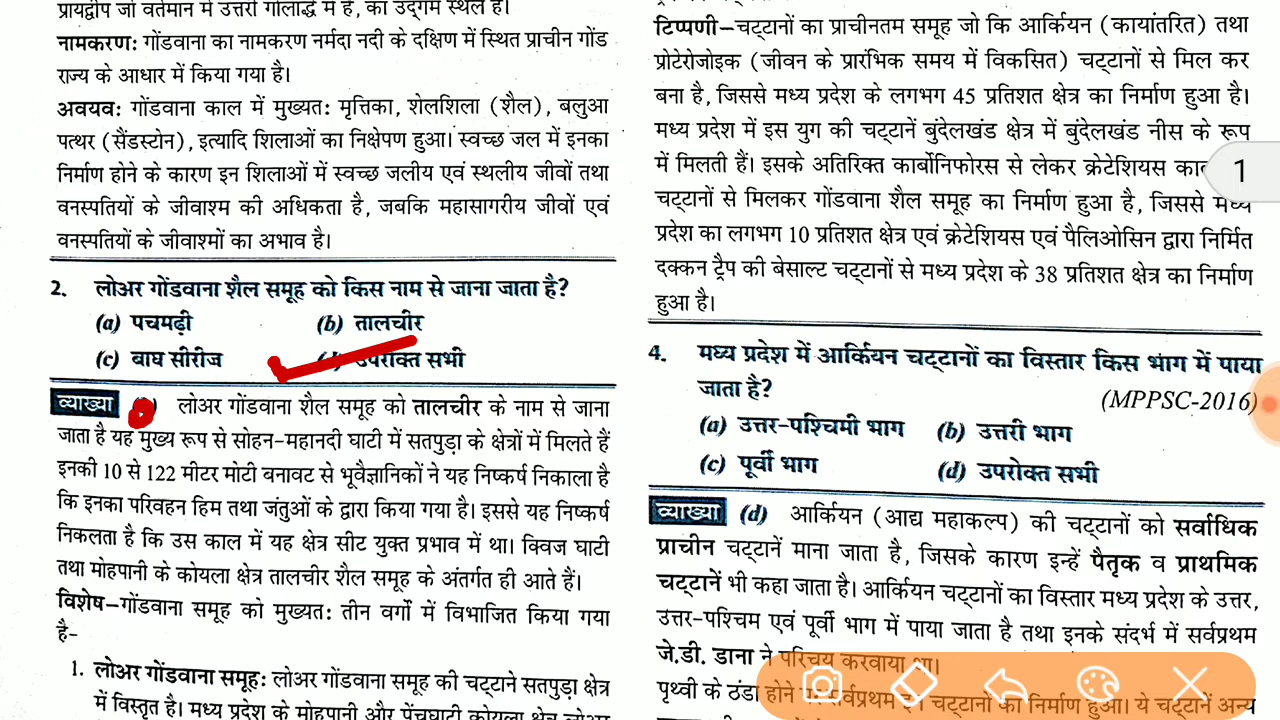 प्रायद्वीप जो वर्तमान में उत्तरी गोलार्द्ध में है, का उद्गम स्थल है।
नामकरण: गोंडवाना का नामकरण नर्मदा नदी के दक्षिण में स्थित प्राचीन गोंड
राज्य के आधार में किया गया है।
अवयव: गोंडवाना काल में मुख्यत: मृत्तिका, शेलशिला (शैल), बलुआ
पत्थर (सैंडस्टोन), इत्यादि शिलाओं का निक्षेपण हुआ। स्वच्छ जल में इनका
निर्माण होने के कारण इन शिलाओं में स्वच्छ जलीय एवं स्थलीय जीवों तथा
वनस्पतियों के जीवाश्म की अधिकता है, जबकि महासागरीय जीवों एवं
वनस्पतियों के जीवाश्मों का अभाव है।
2. लोअर गोंडवाना शैल समूह को किस नाम से जाना जाता है?
(a) पचमढ़ी (b) तालचीर
(c) बाघ सीरीज उपरोक्त सभी
व्याख्या लोअर गोंडवाना शैल समूह को तालचीर के नाम से जाना
जाता है यह मुख्य रूप से सोहन-महानदी घाटी में सतपुड़ा के क्षेत्रों में मिलते हैं
इनकी 10 से 122 मीटर मोटी बनावट से भूवैज्ञानिकों ने यह निष्कर्ष निकाला है
कि इनका परिवहन हिम तथा जंतुओं के द्वारा किया गया है। इससे यह निष्कर्ष
निकलता है कि उस काल में यह क्षेत्र सीट युक्त प्रभाव में था। क्विज घाटी
तथा मोहपानी के कोयला क्षेत्र तालचीर शैल समूह के अंतर्गत ही आते हैं।
विशेष–गोंडवाना समूह को मुख्यत: तीन वर्गो में विभाजित किया गया
है-
1. लोअर गोंडवाना समूह: लोअर गोंडवाना समूह की चट्टाने सतपुड़ा क्षेत्र
में विस्तृत है। मध्य प्रदेश के मोहपानी और पेंचघाटी कोयला क्षेत्र लोअर
टिप्पणी–चट्टानों का प्राचीनतम समूह जो कि आर्कियन (कायांतरित) तथा
प्रोटेरोजोइक (जीवन के प्रारंभिक समय में विकसित) चट्टानों से मिल कर
बना है, जिससे मध्य प्रदेश के लगभग 45 प्रतिशत क्षेत्र का निर्माण हुआ है।
मध्य प्रदेश में इस युग की चट्टानें बुंदेलखंड क्षेत्र में बुंदेलखंड नीस के रूप
में मिलती हैं। इसके अतिरिक्त कार्बोनिफोरस से लेकर क्रेटेशियस
चट्टानों से मिलकर गोंडवाना शैल समूह का निर्माण हुआ है, जिससे मध्य
प्रदेश का लगभग 10 प्रतिशत क्षेत्र एवं क्रेटेशियस एवं पैलिओसिन द्वारा निर्मित
दक्कन ट्रैप की बेसाल्ट चट्टानों से मध्य प्रदेश के 38 प्रतिशत क्षेत्र का निर्माण
हुआ है।
1
4. मध्य प्रदेश में आर्कियन चट्टानों का विस्तार किस भाग में पाया
जाता है? (MPPSC-2016)
(a) उत्तर-पश्चिमी भाग (b) उत्तरी भाग
(c) पूर्वी भाग (d) उपरोक्त सभी
व्याख्या (d) आर्कियन (आद्य महाकल्प) की चट्टानों को सर्वाधिक
प्राचीन चट्टानें माना जाता है, जिसके कारण इन्हें पैतृक व प्राथमिक
चट्टानें भी कहा जाता है। आर्कियन चट्टानों का विस्तार मध्य प्रदेश के उत्तर,
उत्तर-पश्चिम एवं पूर्वी भाग में पाया जाता है तथा इनके संदर्भ में सर्वप्रथम
जे.डी. डाना ने परिचय करवाया था।
पृथ्वी के ठंडा होने सर्वप्रथम चट्टानों का निर्माण हुआ। ये चट्टानें अन्य